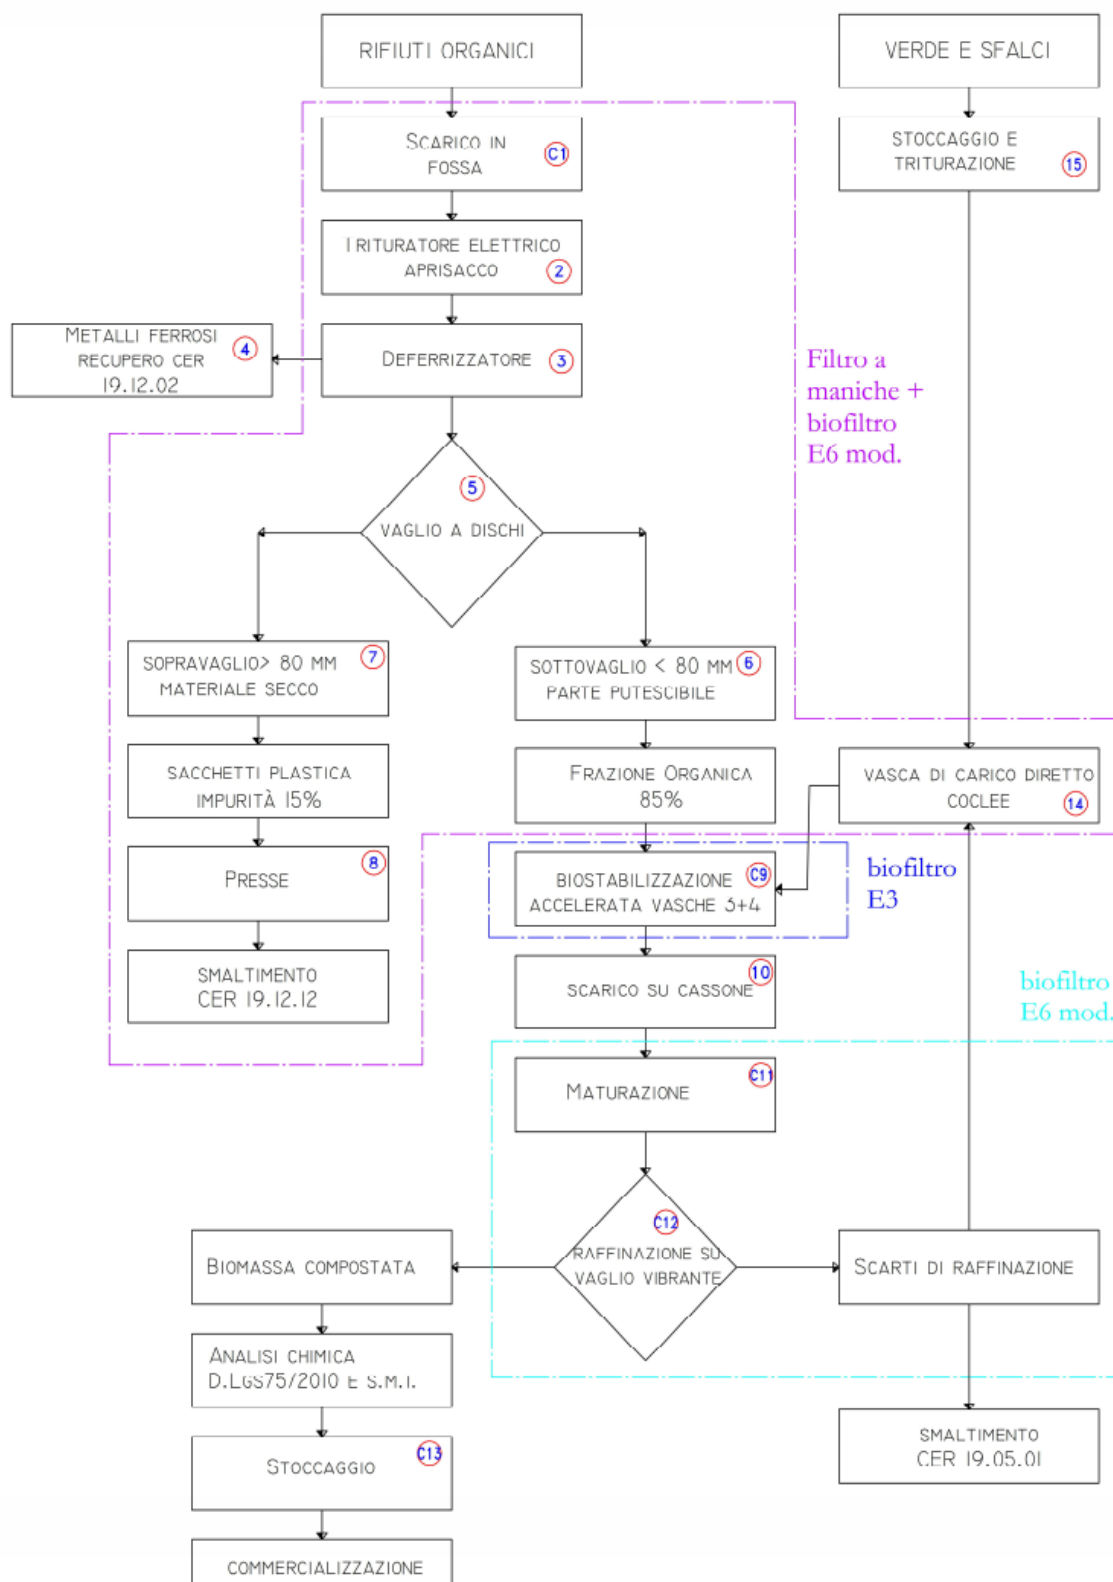 RIFIUTI ORGANICI
VERDE E SFALCI
SCARICO IN
FOSSA
C1
STOCCAGGIO E
TRITURAZIONE
15
TRITURATORE ELETTRICO
APRISACCO
2
METALLI FERROSI
RECUPERO CER
19.12.02
4
DEFERRIZZATORE
3
Filtro a
maniche +
biofiltro
E6 mod.
5
VAGLIO A DISCHI
SOPRAVAGLIO> 80 MM
MATERIALE SECCO
7
SOTTOVAGLIO < 80 MM
PARTE PUTESCIBILE
6
SACCHETTI PLASTICA
IMPURITÀ 15%
FRAZIONE ORGANICA
85%
VASCA DI CARICO DIRETTO
COCLEE
14
PRESSE
8
BIOSTABILIZZAZIONE
ACCELERATA VASCHE 3+4
C9
biofiltro
E3
SMALTIMENTO
CER 19.12.12
SCARICO SU CASSONE
10
biofiltro
E6 mod.
MATURAZIONE
C11
C12
RAFFINAZIONE SU
VAGLIO VIBRANTE
BIOMASSA COMPOSTATA
SCARTI DI RAFFINAZIONE
ANALISI CHIMICA
D.LGS75/2010 E S.M.I.
STOCCAGGIO
C13
SMALTIMENTO
CER 19.05.01
COMMERCIALIZZAZIONE